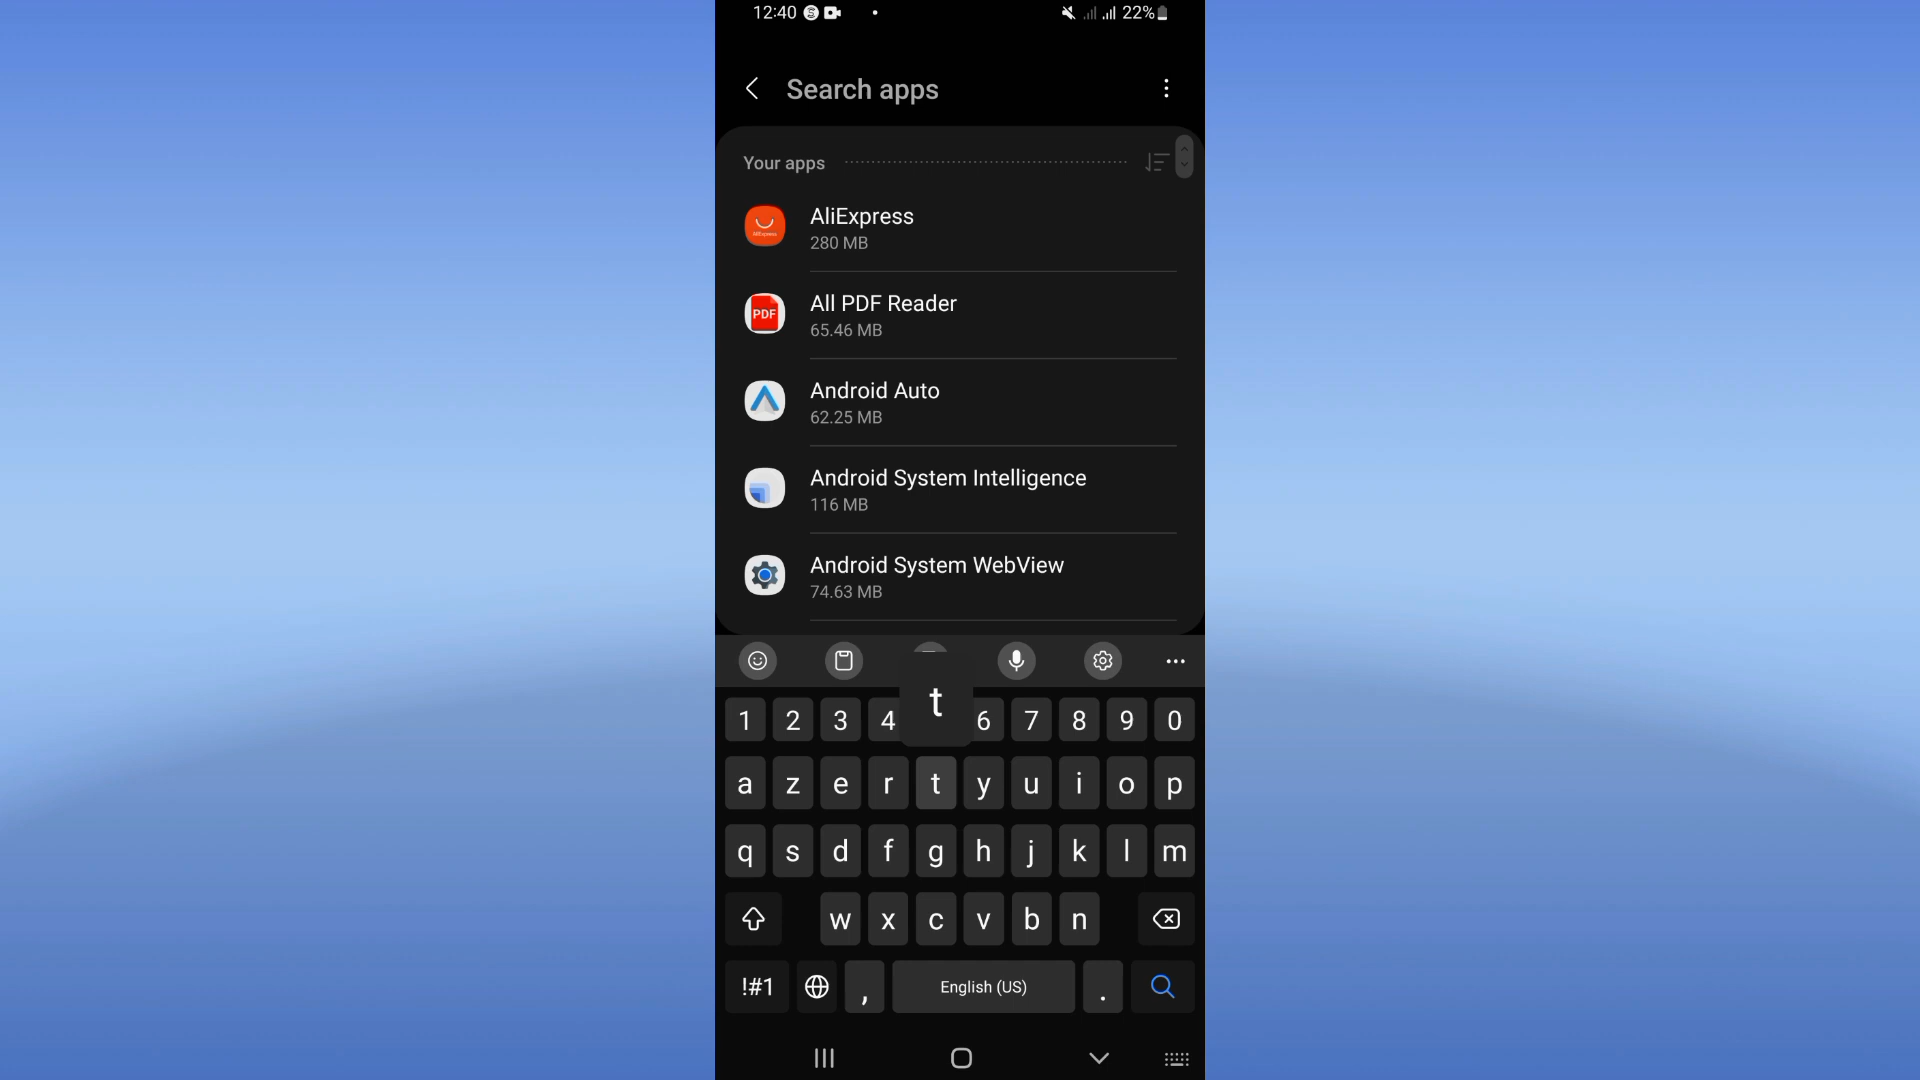 12:40 22%
Search apps
Your apps
AliExpress
280 MB
PDF
All PDF Reader
65.46 MB
Android Auto
62.25 MB
Android System Intelligence
116 MB
Android System WebView
74.63 MB
t
1 2 3 4 6 7 8 9 0
a z e r t y u i o p
q s d f g h j k l m
w x c v b n
!#1 , English (US) .